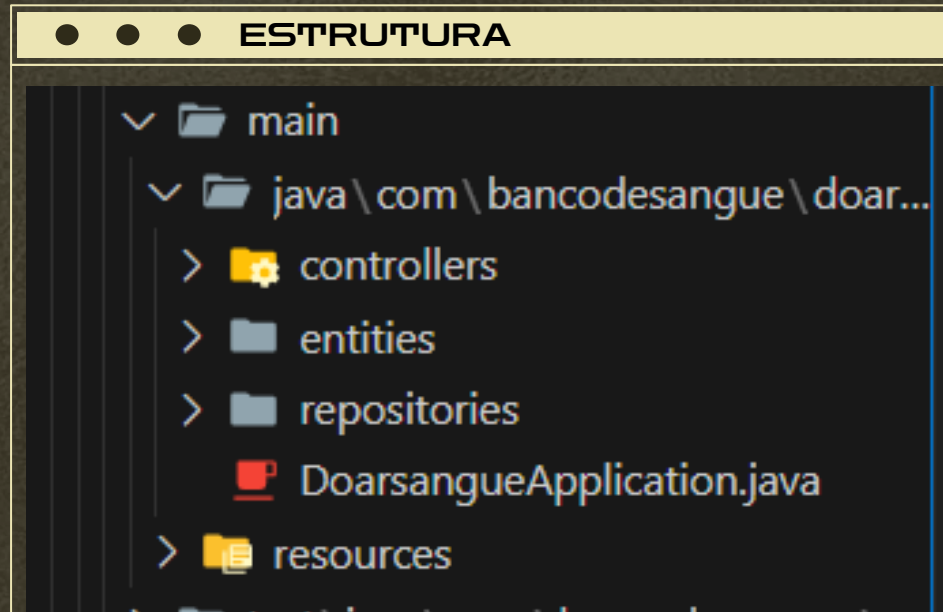 ESTRUTURA
main
java\com\bancodesangue\doar...
controllers
entities
repositories
DoarsangueApplication.java
resources